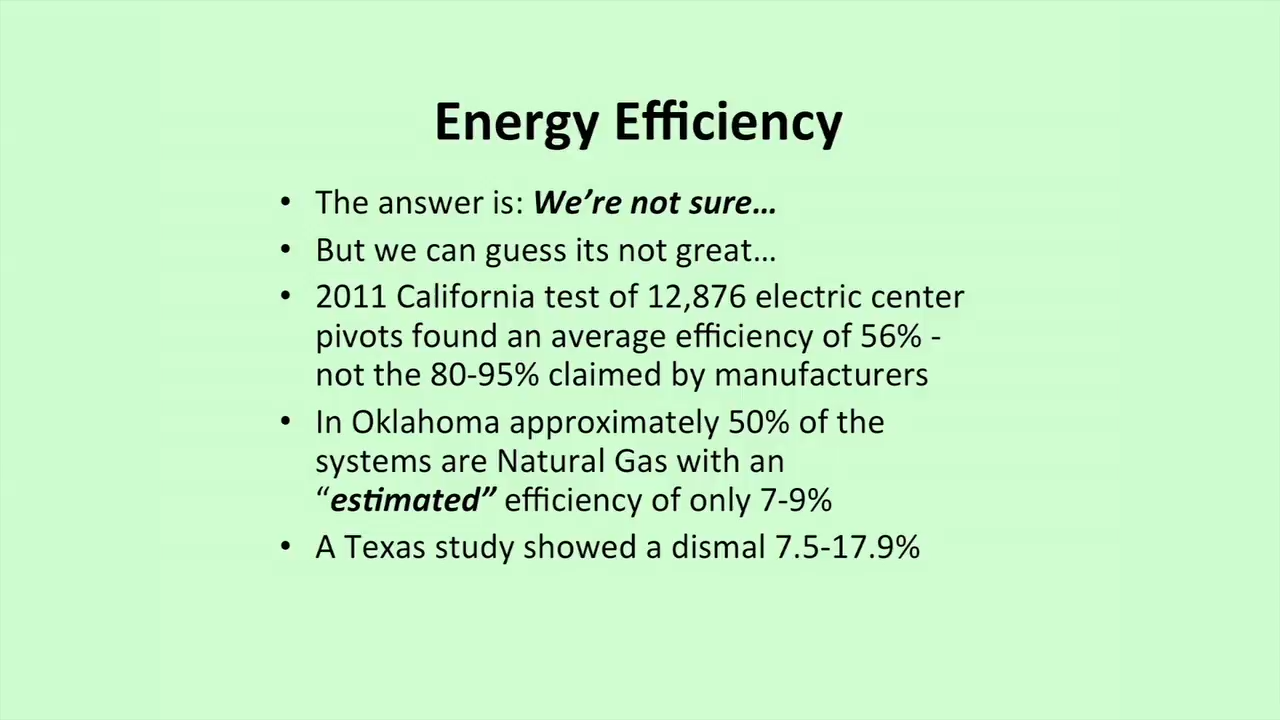 Energy Efficiency
• The answer is: We’re not sure…
• But we can guess its not great…
• 2011 California test of 12,876 electric center
pivots found an average efficiency of 56% -
not the 80-95% claimed by manufacturers
• In Oklahoma approximately 50% of the
systems are Natural Gas with an
“estimated” efficiency of only 7-9%
• A Texas study showed a dismal 7.5-17.9%